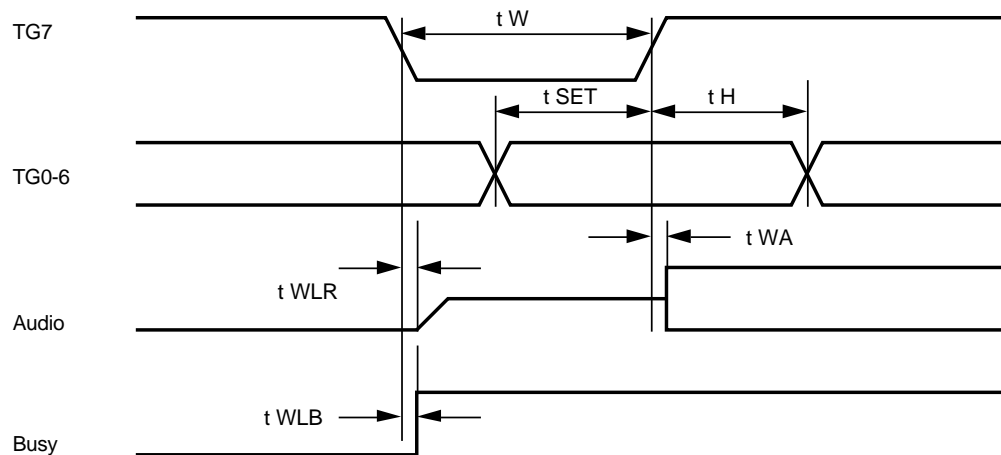 TG7
t W
t SET
t H
TG0-6
t WA
t WLR
Audio
t WLB
Busy